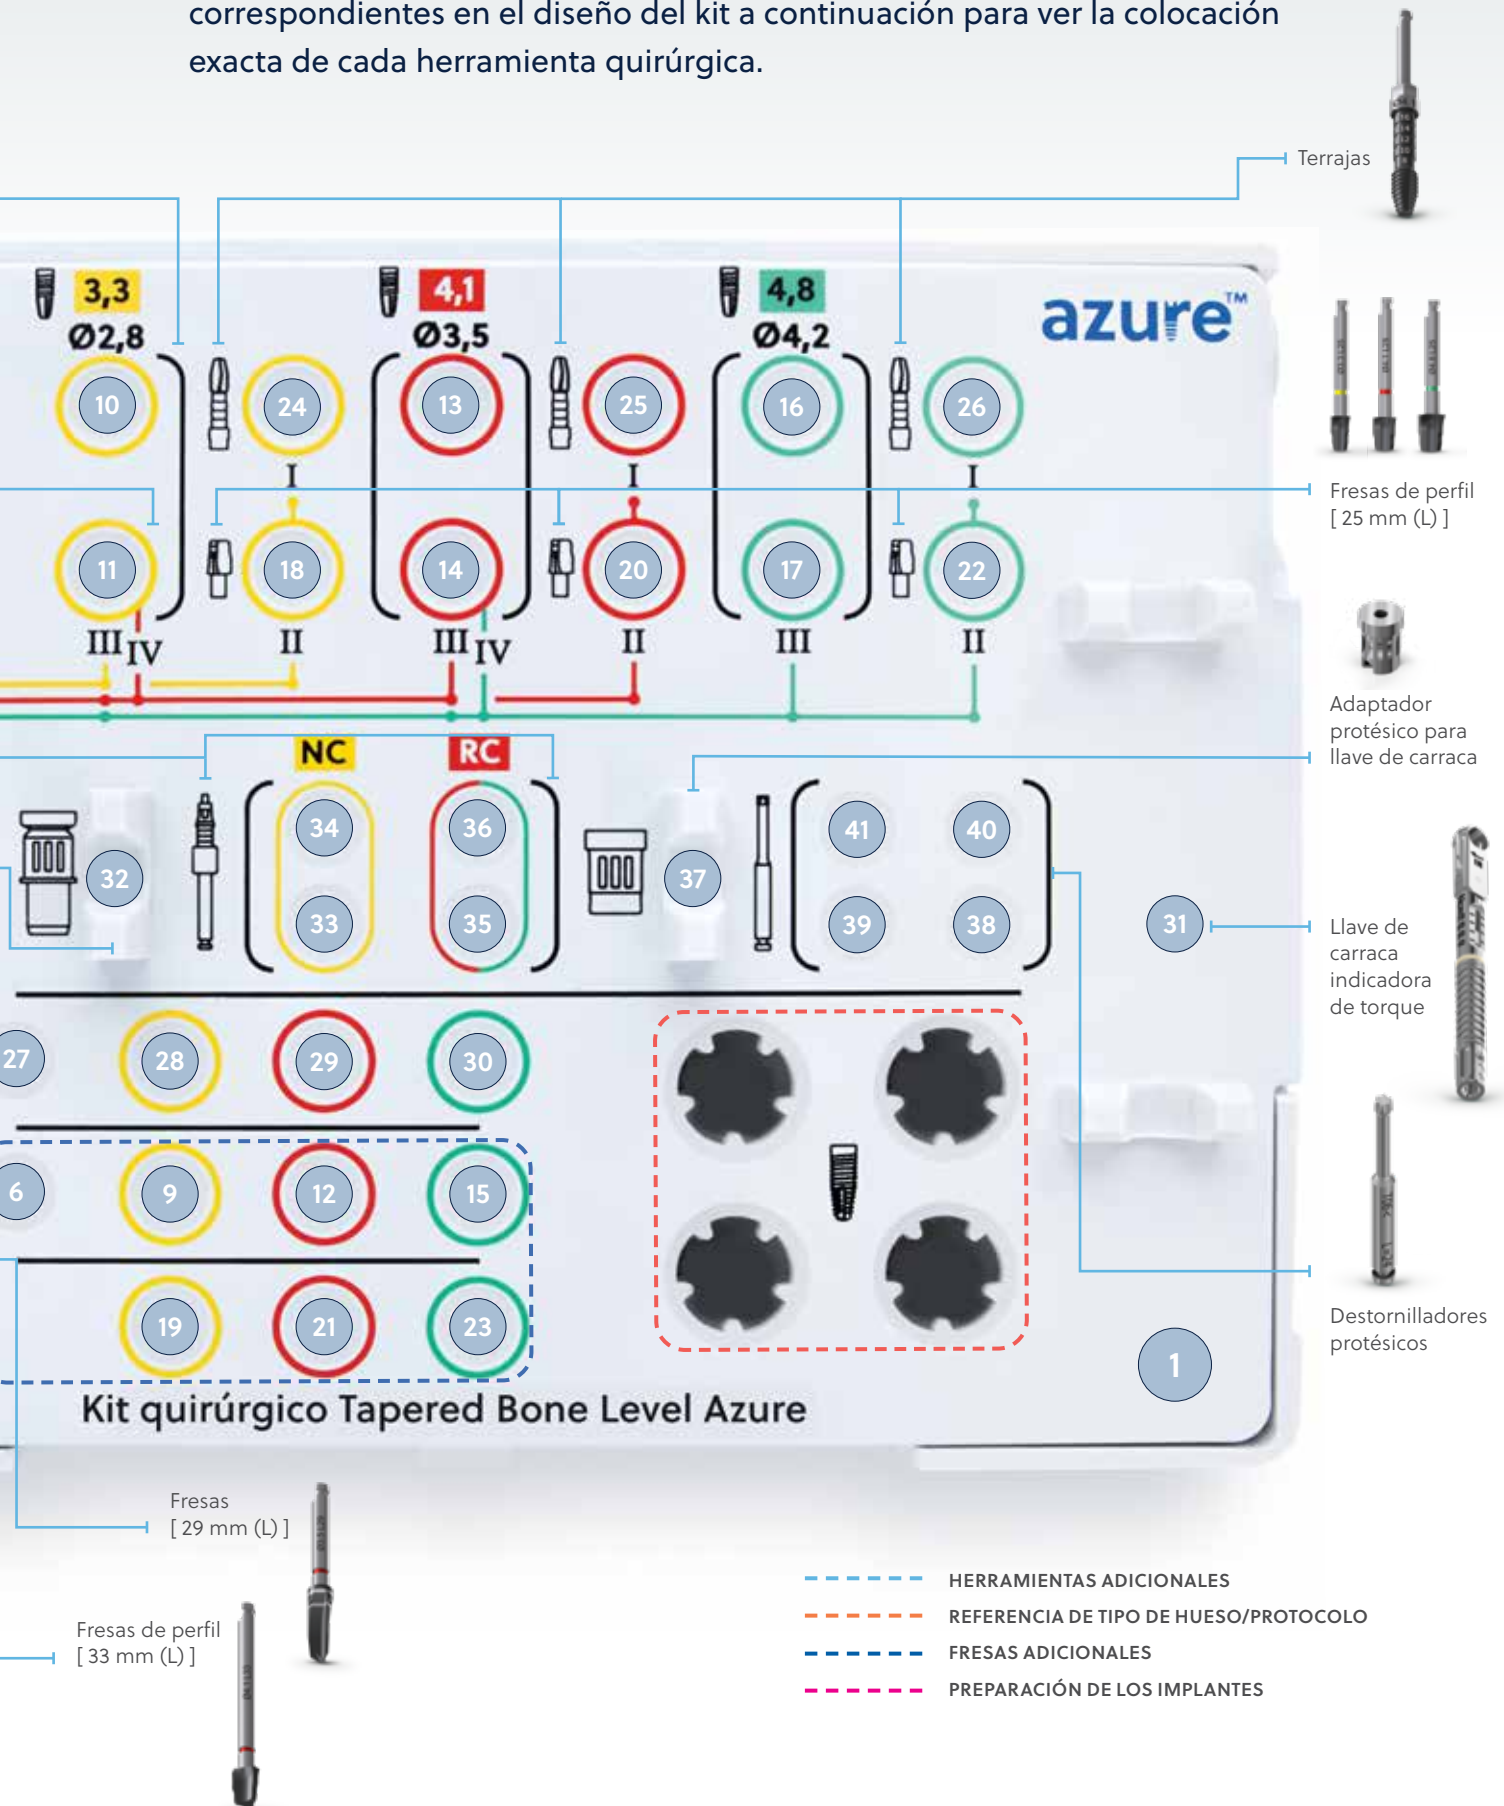 correspondientes en el diseño del kit a continuación para ver la colocación
exacta de cada herramienta quirúrgica.
Terrajas
3,3
Ø2,8
4,1
Ø3,5
4,8
Ø4,2
azure™
10
24
13
25
16
26
I
I
I
Fresas de perfil
[ 25 mm (L) ]
11
18
14
20
17
22
III
IV
II
III
IV
II
III
II
Adaptador
protésico para
llave de carraca
NC
RC
34
36
41
40
32
37
33
35
39
38
31
Llave de
carraca
indicadora
de torque
27
28
29
30
6
9
12
15
19
21
23
1
Destornilladores
protésicos
Kit quirúrgico Tapered Bone Level Azure
Fresas
[ 29 mm (L) ]
Fresas de perfil
[ 33 mm (L) ]
HERRAMIENTAS ADICIONALES
REFERENCIA DE TIPO DE HUESO/PROTOCOLO
FRESAS ADICIONALES
PREPARACIÓN DE LOS IMPLANTES